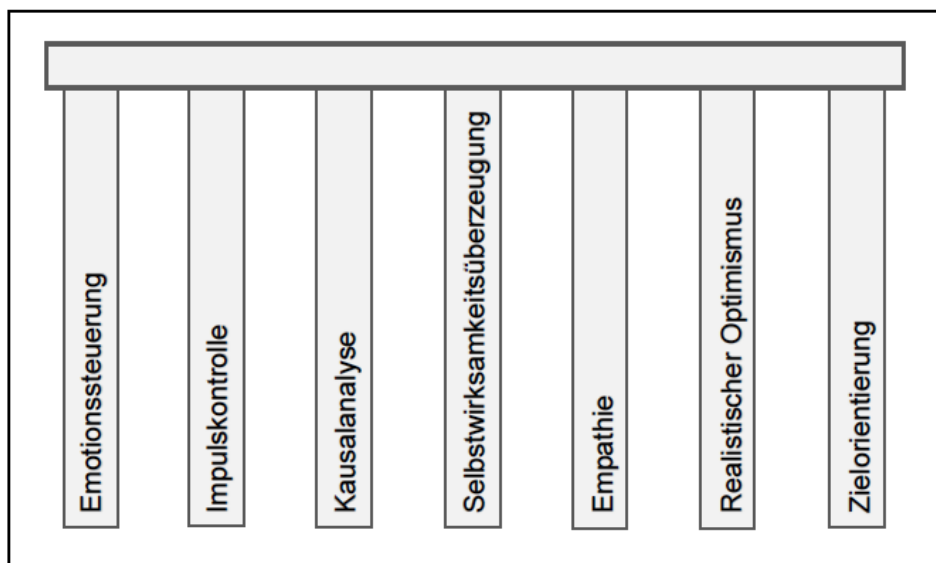 Emotionssteuerung
Impulskontrolle
Kausalanalyse
Selbstwirksamkeitsüberzeugung
Empathie
Realistischer Optimismus
Zielorientierung